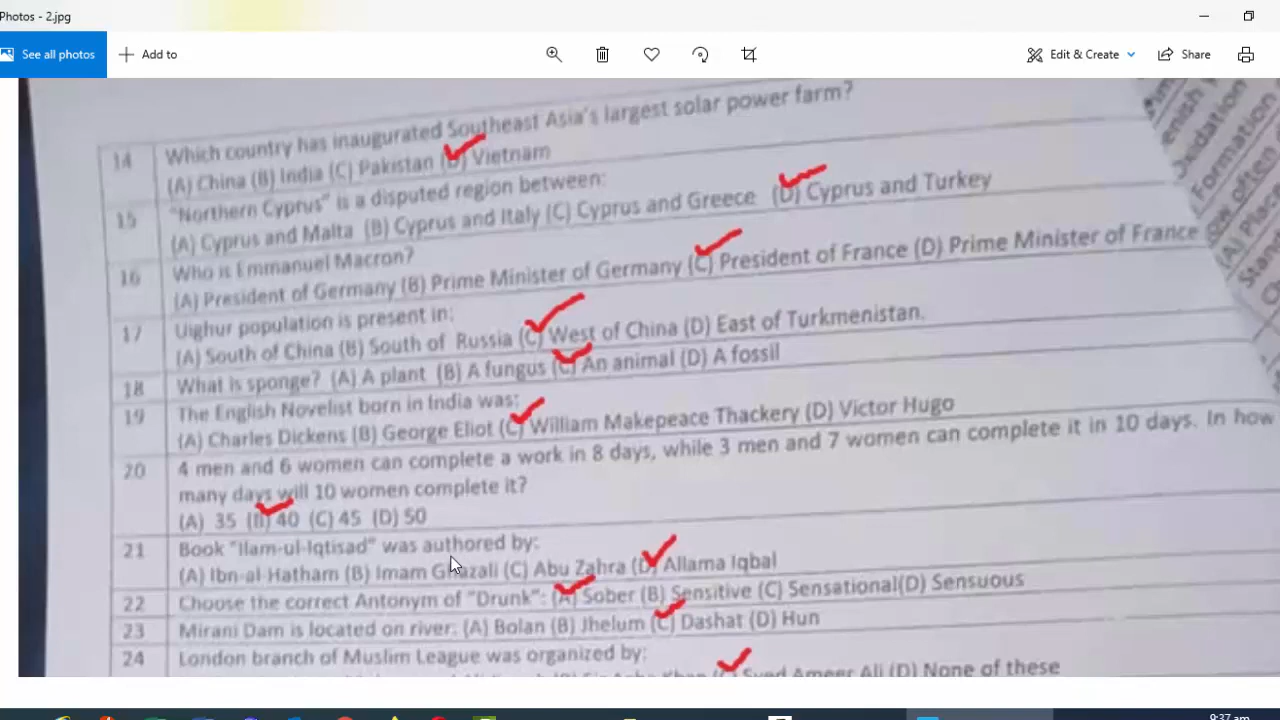 Photos - 2.jpg
See all photos
Add to
Edit & Create
Share
14 Which country has inaugurated Southeast Asia's largest solar power farm?
(A) China (B) India (C) Pakistan (D) Vietnam
15 "Northern Cyprus" is a disputed region between:
(A) Cyprus and Malta (B) Cyprus and Italy (C) Cyprus and Greece (D) Cyprus and Turkey
16 Who is Emmanuel Macron?
(A) President of Germany (B) Prime Minister of Germany (C) President of France (D) Prime Minister of France
17 Uighur population is present in:
(A) South of China (B) South of Russia (C) West of China (D) East of Turkmenistan.
18 What is sponge? (A) A plant (B) A fungus (C) An animal (D) A fossil
19 The English Novelist born in India was:
(A) Charles Dickens (B) George Eliot (C) William Makepeace Thackery (D) Victor Hugo
20 4 men and 6 women can complete a work in 8 days, while 3 men and 7 women can complete it in 10 days. In how
many days will 10 women complete it?
(A) 35 (B) 40 (C) 45 (D) 50
21 Book "Ilam-ul-Iqtisad" was authored by:
(A) Ibn-al-Hatham (B) Imam Ghazali (C) Abu Zahra (D) Allama Iqbal
22 Choose the correct Antonym of "Drunk": (A) Sober (B) Sensitive (C) Sensational(D) Sensuous
23 Mirani Dam is located on river: (A) Bolan (B) Jhelum (C) Dashat (D) Hun
24 London branch of Muslim League was organized by:
Syed Ameer Ali (D) None of these
enish
Oxidation
Formation
ow often
(A) Plac
Stan
9:37 am